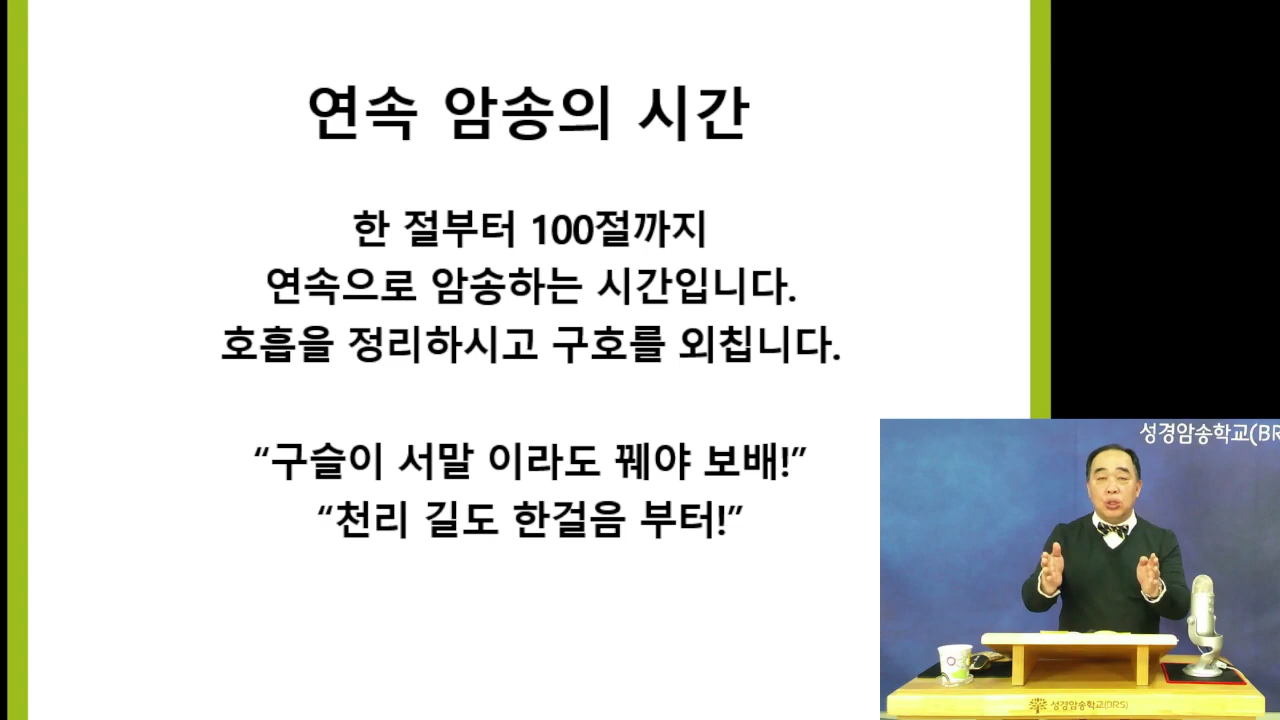 연속 암송의 시간
한 절부터 100절까지
연속으로 암송하는 시간입니다.
호흡을 정리하시고 구호를 외칩니다.
“구슬이 서말 이라도 꿰야 보배!”
“천리 길도 한걸음 부터!”
성경암송학교(BRS
성경암송학교(BRS)